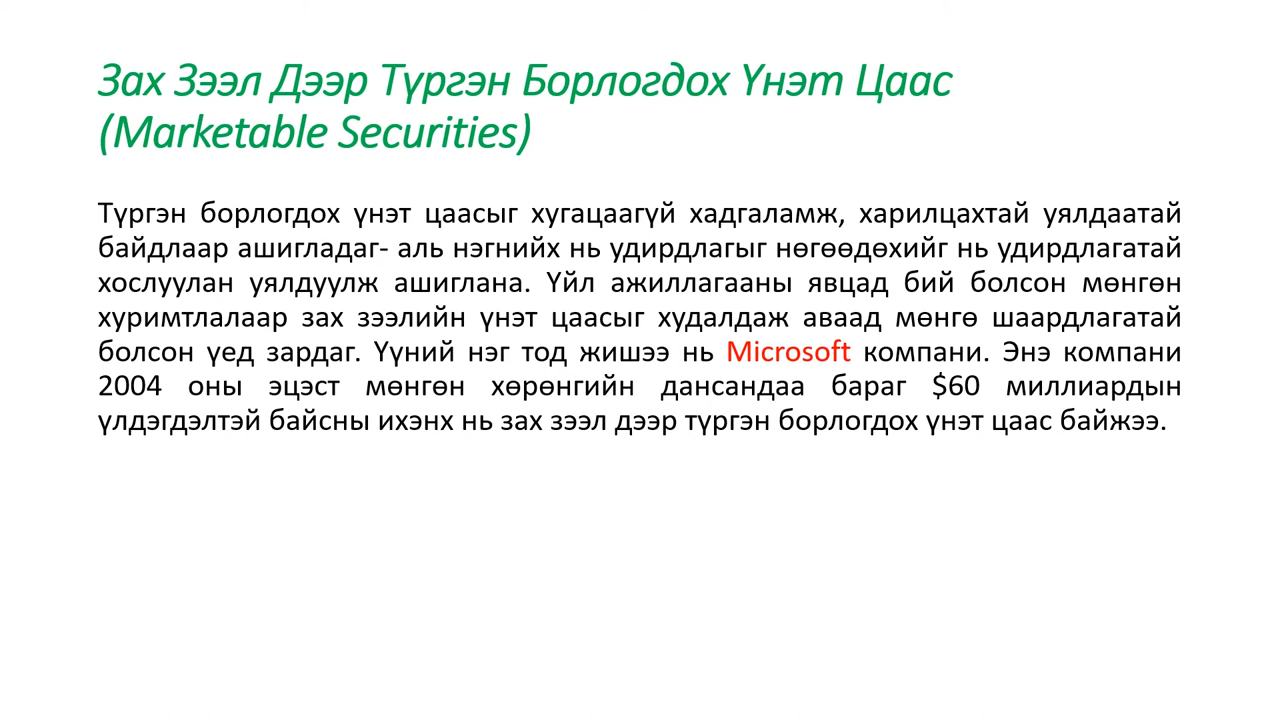 Зах Зээл Дээр Түргэн Борлогдох Үнэт Цаас
(Marketable Securities)
Түргэн борлогдох үнэт цаасыг хугацаагүй хадгаламж, харилцахтай уялдаатай
байдлаар ашигладаг- аль нэгнийх нь удирдлагыг нөгөөдөхийг нь удирдлагатай
хослуулан уялдуулж ашиглана. Үйл ажиллагааны явцад бий болсон мөнгөн
хуримтлалаар зах зээлийн үнэт цаасыг худалдаж аваад мөнгө шаардлагатай
болсон үед зардаг. Үүний нэг тод жишээ нь Microsoft компани. Энэ компани
2004 оны эцэст мөнгөн хөрөнгийн дансандаа бараг $60 миллиардын
үлдэгдэлтэй байсны ихэнх нь зах зээл дээр түргэн борлогдох үнэт цаас байжээ.